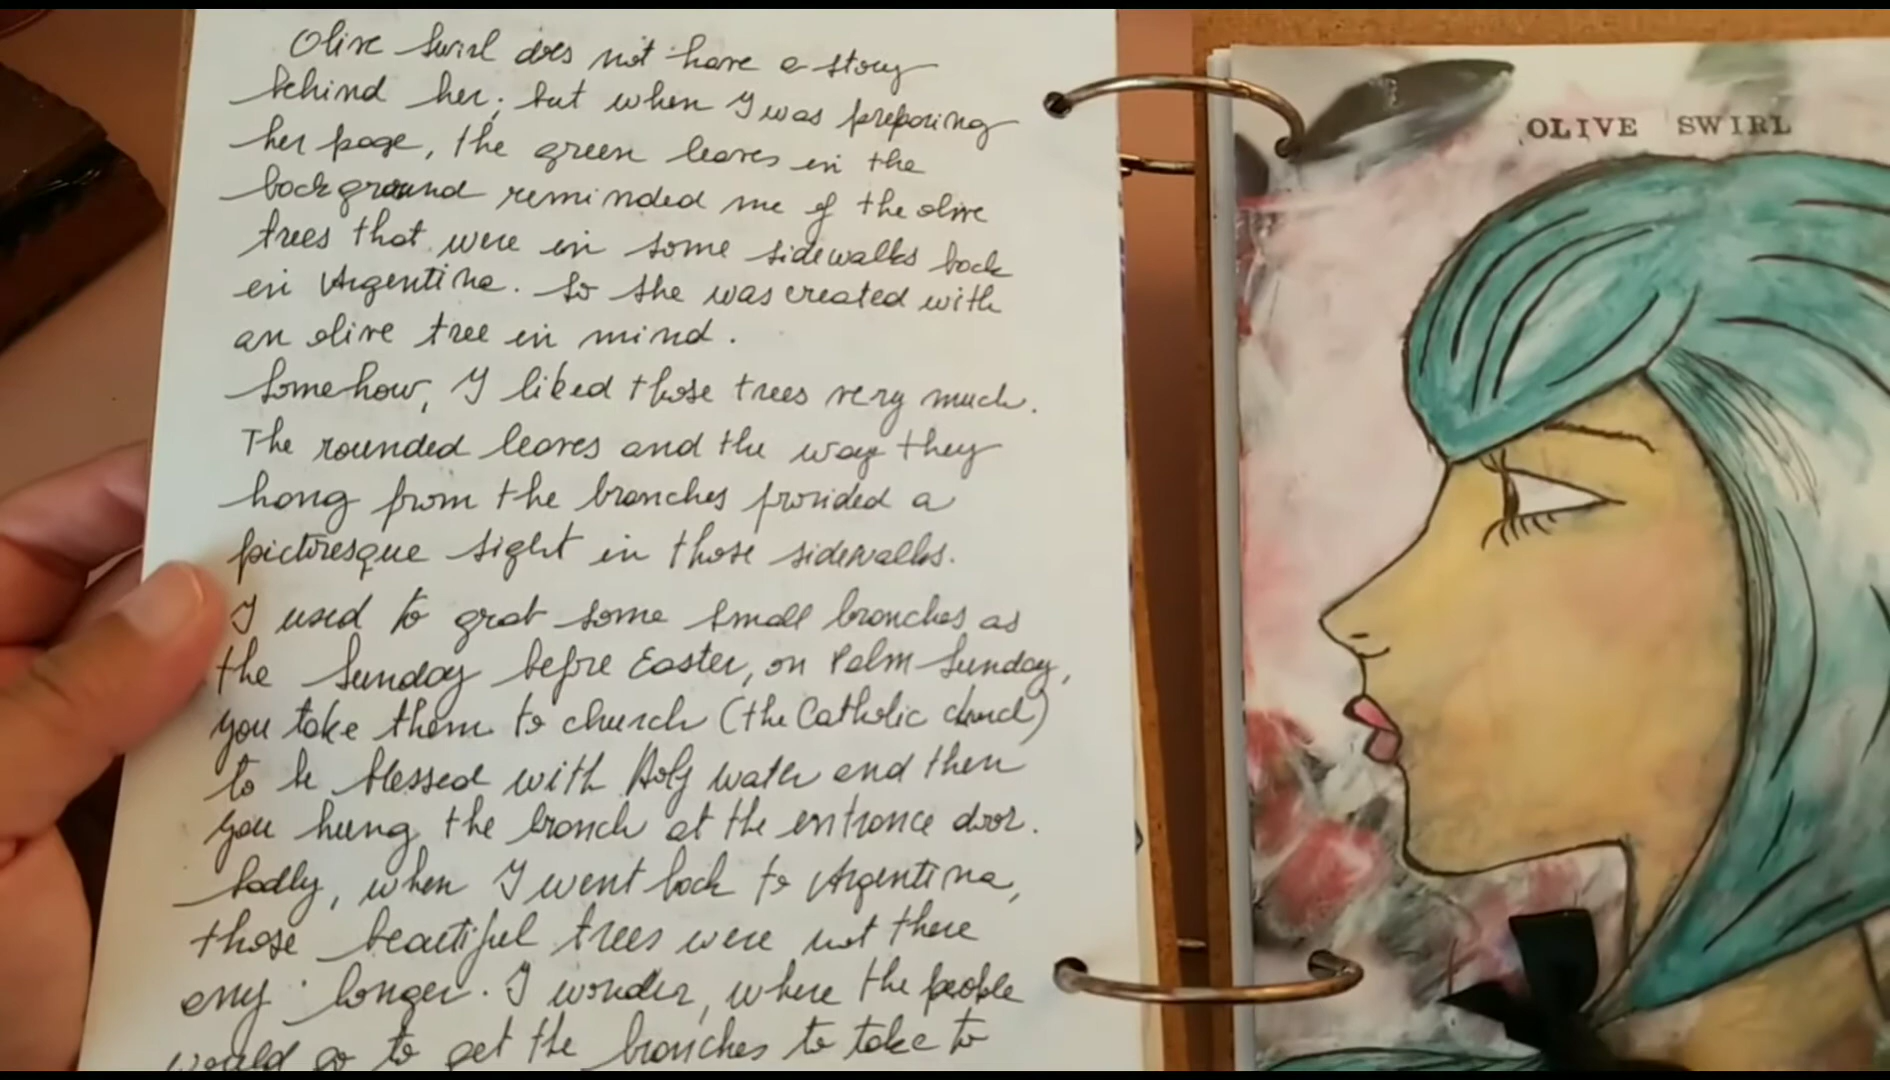 Olive Swirl does not have a story
behind her; but when I was preparing
her page, the green leaves in the
background reminded me of the olive
trees that were in some sidewalks back
in Argentina. So she was created with
an olive tree in mind.
Somehow, I liked those trees very much.
The rounded leaves and the way they
hang from the branches provided a
picturesque sight in those sidewalks.
I used to grab some small branches as
the Sunday before Easter, on Palm Sunday,
you take them to church (the Catholic church)
to be blessed with Holy water and then
you hung the branch at the entrance door.
Sadly, when I went back to Argentina,
those beautiful trees were not there
any longer. I wonder, where the people
would go to get the branches to take to
OLIVE SWIRL